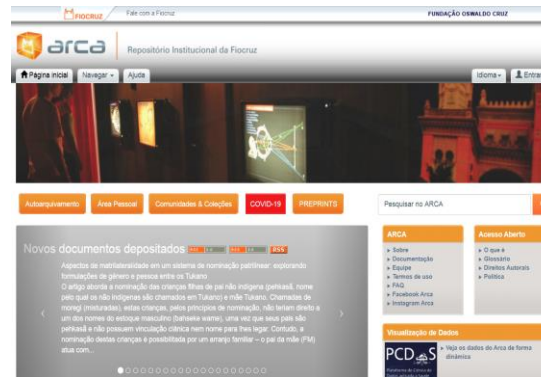 FIOCRUZ
Fale com a Fiocruz
FUNDAÇÃO OSWALDO CRUZ
arca
Repositório Institucional da Fiocruz
Página inicial
Navegar
Ajuda
Idioma
Entrar
Autoarquivamento
Área Pessoal
Comunidades & Coleções
COVID-19
PREPRINTS
Pesquisar no ARCA
Novos documentos depositados
RSS
Aspectos da matrilateralidade em um sistema de nominação patrilinear: explorando
formulações de gênero e pessoa entre os Tukano
O artigo aborda a nominação das crianças filhas de pai não indígena (pehkasã, nome
pelo qual os não indígenas são chamados em Tukano) e mãe Tukano. Chamadas de
moregi (misturadas), estas crianças, pelos princípios de nominação, não teriam direito a
um dos nomes do estoque masculino (bahseke wame), uma vez que seus pais são
pehkasã e não possuem vinculação clânica nem nome para lhes legar. Contudo, a
nominação destas crianças é possibilitada por um arranjo familiar – o pai da mãe (FM)
atua com...
ARCA
Sobre
Documentação
Equipe
Termos de uso
FAQ
Facebook Arca
Instagram Arca
Acesso Aberto
O que é
Glossário
Direitos Autorais
Política
Visualização de Dados
PCDaS
Veja os dados do Arca de forma
dinâmica